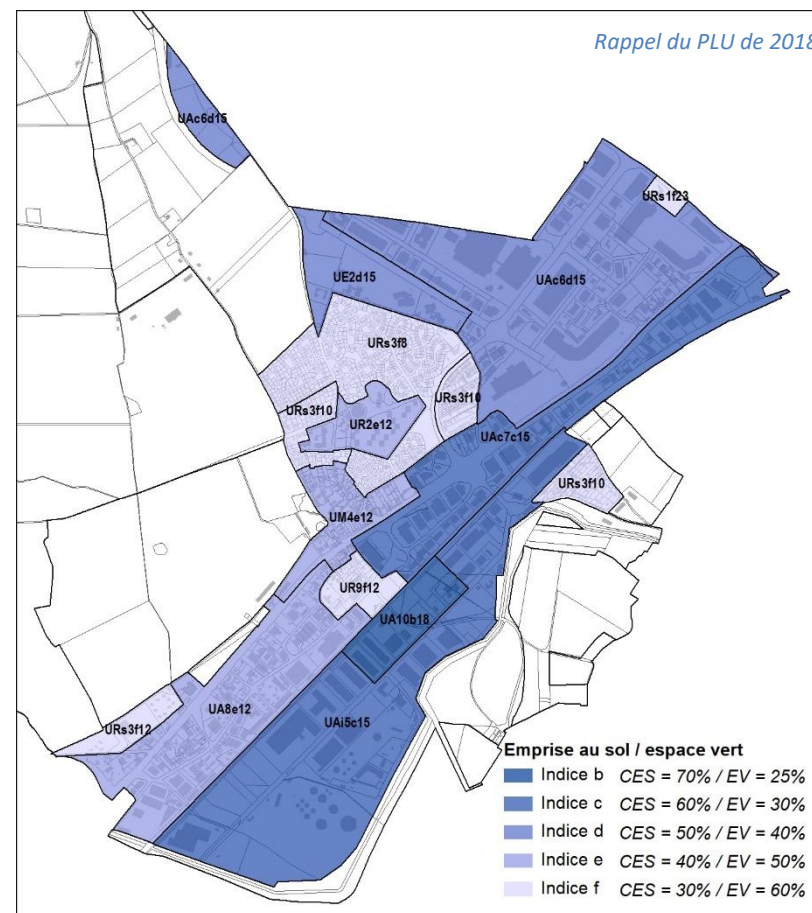 Rappel du PLU de 2018
UAc6d15
URs1f23
UE2d15
UAc6d15
URs3f8
URs3f10
URs3f10
UR2e12
UAc7c15
URs3f10
UM4e12
UR9f12
UA10b18
URs3f12
UA8e12
UAi5c15
Emprise au sol / espace vert
Indice b CES = 70% / EV = 25%
Indice c CES = 60% / EV = 30%
Indice d CES = 50% / EV = 40%
Indice e CES = 40% / EV = 50%
Indice f CES = 30% / EV = 60%